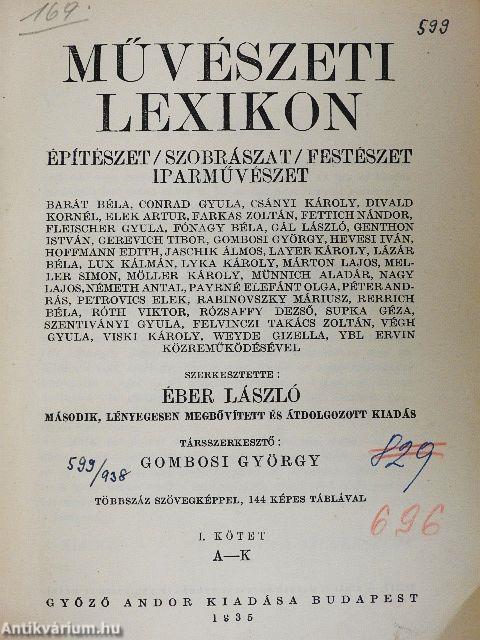 169.
599
MŰVÉSZETI
LEXIKON
ÉPÍTÉSZET/SZOBRÁSZAT/FESTÉSZET
IPARMŰVÉSZET
BARÁT BÉLA, CONRAD GYULA, CSÁNYI KÁROLY, DIVALD
KORNÉL, ELEK ARTUR, FARKAS ZOLTÁN, FETTICH NÁNDOR,
FLEISCHER GYULA, FÓNAGY BÉLA, GÁL LÁSZLÓ, GENTHON
ISTVÁN, GEREVICH TIBOR, GOMBOSI GYÖRGY, HEVESI IVÁN,
HOFFMANN EDITH, JASCHIK ÁLMOS, LAYER KÁROLY, LÁZÁR
BÉLA, LUX KÁLMÁN, LYKA KÁROLY, MÁRTON LAJOS, MEL-
LER SIMON, MÖLLER KÁROLY, MÜNNICH ALADÁR, NAGY
LAJOS, NÉMETH ANTAL, PAYRNÉ ELEFÁNT OLGA, PÉTER AND-
RÁS, PETROVICS ELEK, RABINOVSZKY MÁRIUSZ, RERRICH
BÉLA, RÓTH VIKTOR, RÓZSAFFY DEZSŐ, SUPKA GÉZA,
SZENTIVÁNYI GYULA, FELVINCZI TAKÁCS ZOLTÁN, VÉGH
GYULA, VISKI KÁROLY, WEYDE GIZELLA, YBL ERVIN
KÖZREMŰKÖDÉSÉVEL
SZERKESZTETTE:
ÉBER LÁSZLÓ
MÁSODIK, LÉNYEGESEN MEGBŐVÍTETT ÉS ÁTDOLGOZOTT KIADÁS
TÁRSSZERKESZTŐ:
GOMBOSI GYÖRGY
599/938
829
TÖBBSZÁZ SZÖVEGKÉPPEL, 144 KÉPES TÁBLÁVAL
696
I. KÖTET
A—K
GYŐZŐ ANDOR KIADÁSA BUDAPEST
1935
Antikvárium.hu